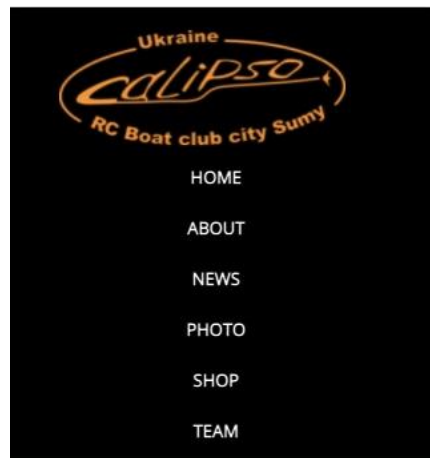 Ukraine
calipso
RC Boat club city Sumy
HOME
ABOUT
NEWS
PHOTO
SHOP
TEAM